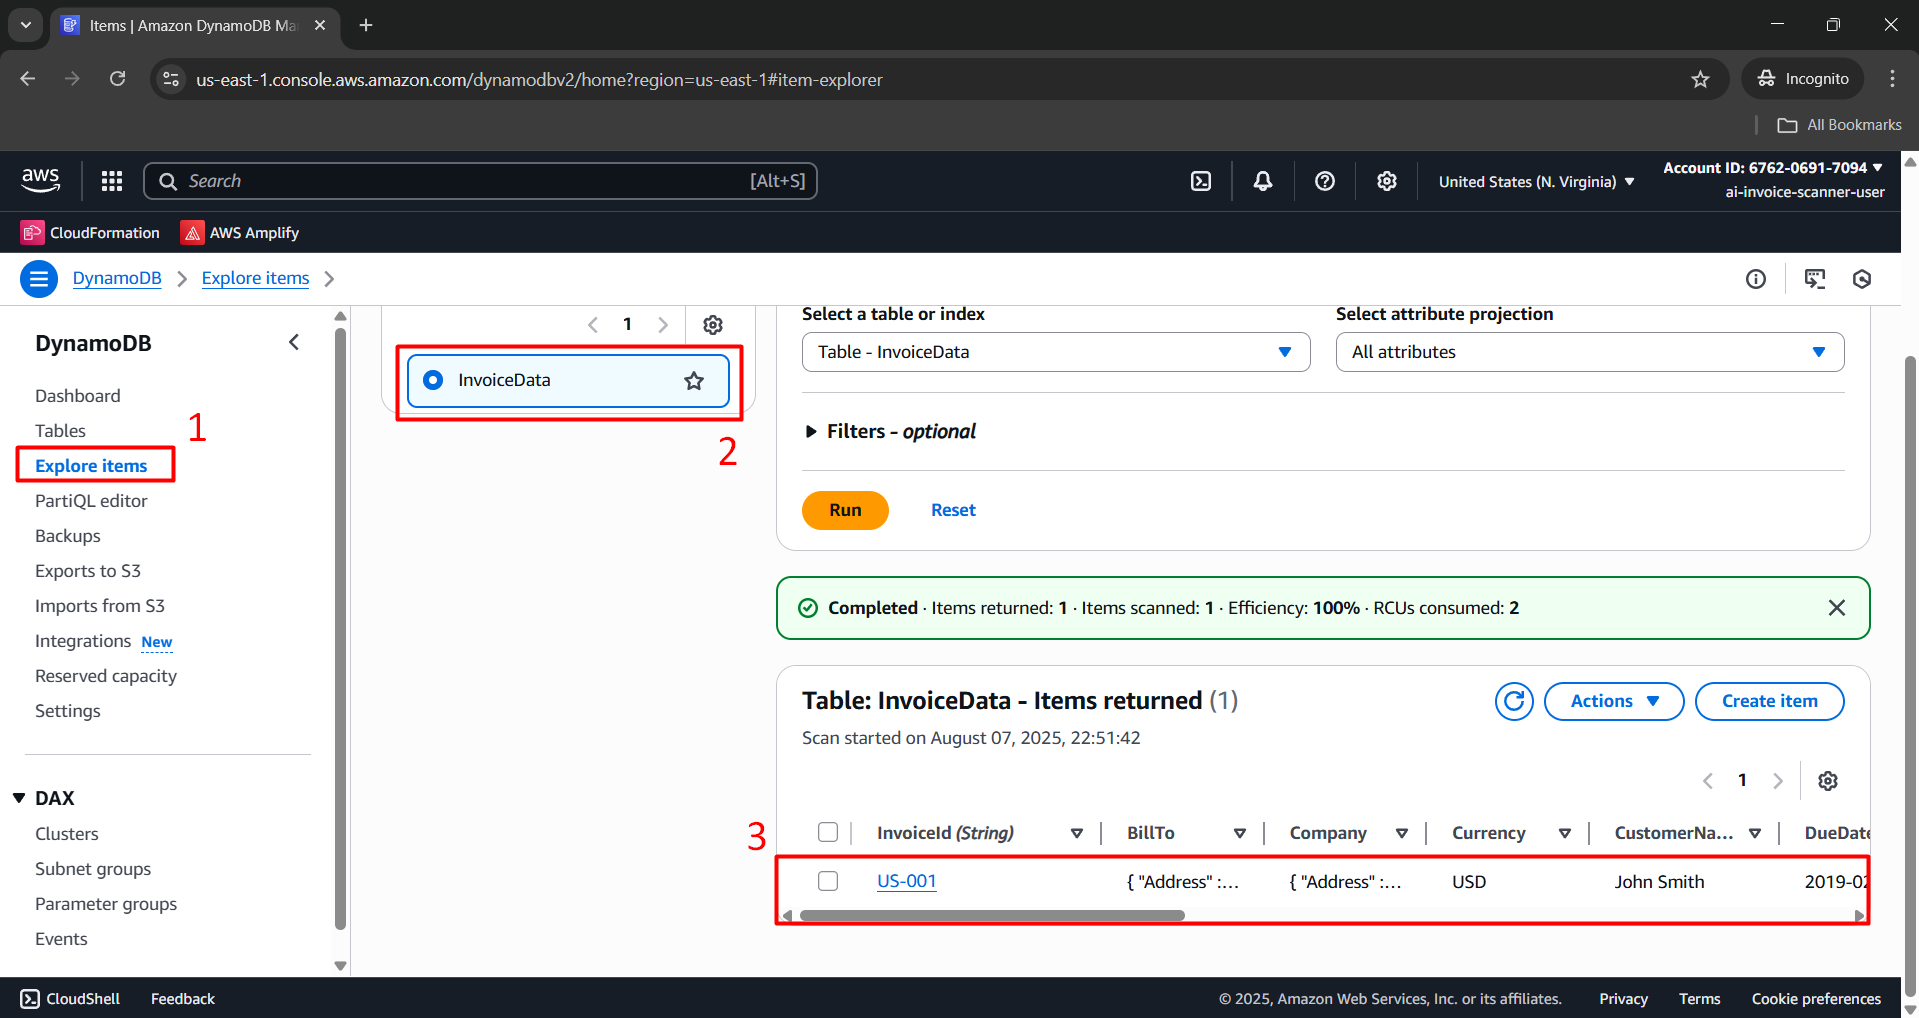 Items | Amazon DynamoDB Ma
us-east-1.console.aws.amazon.com/dynamodbv2/home?region=us-east-1#item-explorer
Incognito
All Bookmarks
aws
Search
[Alt+S]
United States (N. Virginia)
Account ID: 6762-0691-7094
ai-invoice-scanner-user
CloudFormation
AWS Amplify
DynamoDB
Explore items
DynamoDB
Dashboard
Tables
1
Explore items
PartiQL editor
Backups
Exports to S3
Imports from S3
Integrations New
Reserved capacity
Settings
DAX
Clusters
Subnet groups
Parameter groups
Events
1
InvoiceData
2
Select a table or index
Table - InvoiceData
Select attribute projection
All attributes
Filters - optional
Run
Reset
Completed · Items returned: 1 · Items scanned: 1 · Efficiency: 100% · RCUs consumed: 2
Table: InvoiceData - Items returned (1)
Actions
Create item
Scan started on August 07, 2025, 22:51:42
1
3
InvoiceId (String) BillTo Company Currency CustomerNa... DueDate
US-001 { "Address" :... { "Address" :... USD John Smith 2019-02
CloudShell
Feedback
© 2025, Amazon Web Services, Inc. or its affiliates.
Privacy
Terms
Cookie preferences